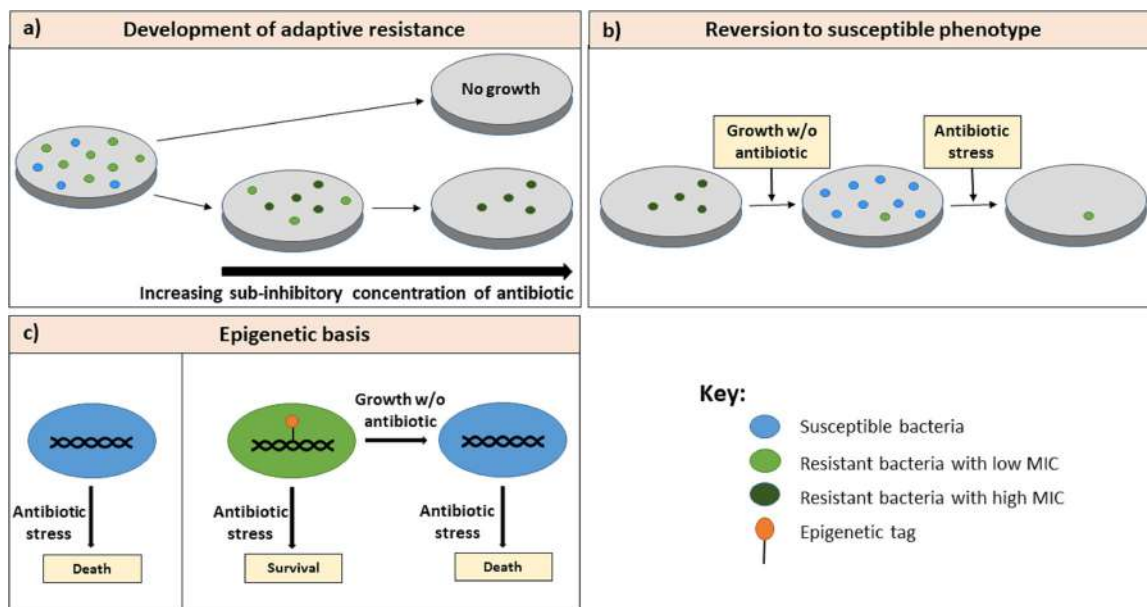 a)
Development of adaptive resistance
No growth
Increasing sub-inhibitory concentration of antibiotic
b)
Reversion to susceptible phenotype
Growth w/o
antibiotic
Antibiotic
stress
c)
Epigenetic basis
Antibiotic
stress
Death
Growth w/o
antibiotic
Antibiotic
stress
Survival
Antibiotic
stress
Death
Key:
Susceptible bacteria
Resistant bacteria with low MIC
Resistant bacteria with high MIC
Epigenetic tag